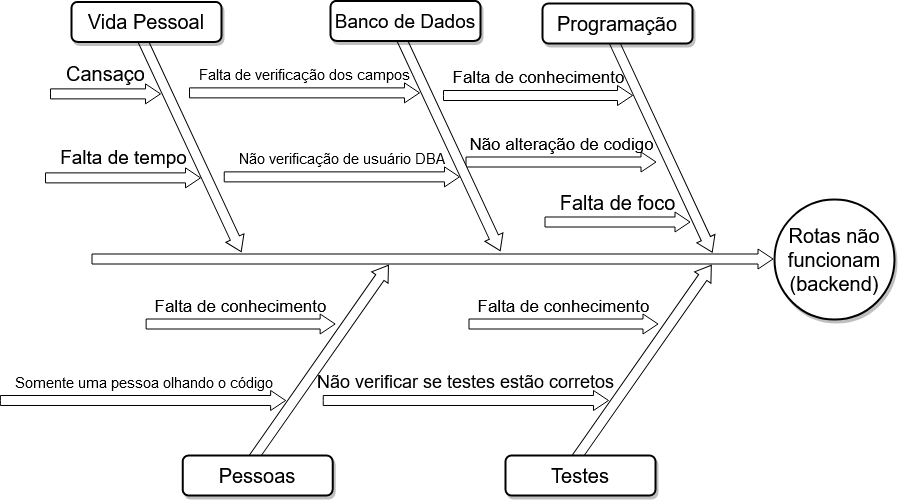 Vida Pessoal
Banco de Dados
Programação
Cansaço
Falta de verificação dos campos
Falta de conhecimento
Falta de tempo
Não verificação de usuário DBA
Não alteração de codigo
Falta de foco
Rotas não
funcionam
(backend)
Falta de conhecimento
Falta de conhecimento
Somente uma pessoa olhando o código
Não verificar se testes estão corretos
Pessoas
Testes